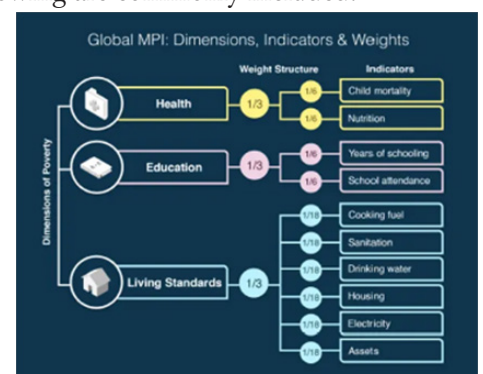 Global MPI: Dimensions, Indicators & Weights
Weight Structure
Indicators
Dimensions of Poverty
Health
1/3
1/6
Child mortality
1/6
Nutrition
Education
1/3
1/6
Years of schooling
1/6
School attendance
Living Standards
1/3
1/18
Cooking fuel
1/18
Sanitation
1/18
Drinking water
1/18
Housing
1/18
Electricity
1/18
Assets